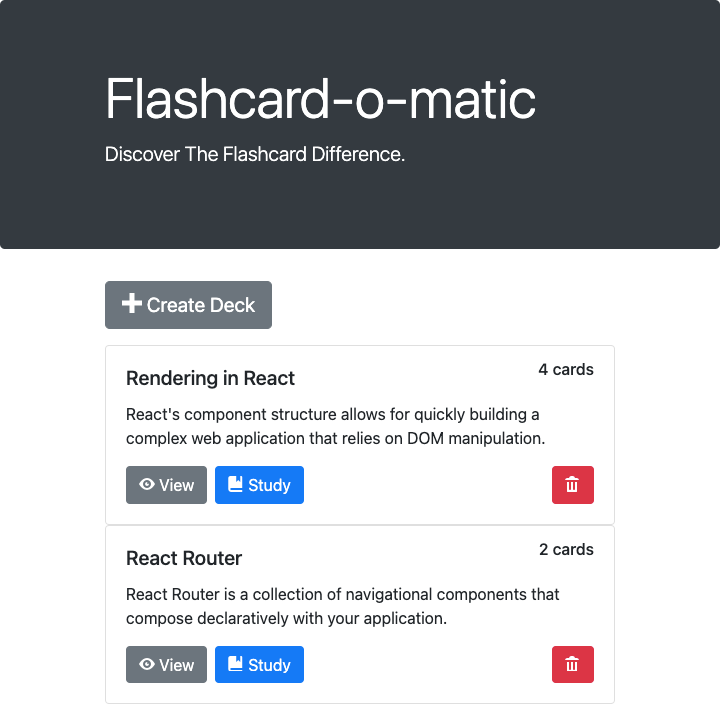 Flashcard-o-matic
Discover The Flashcard Difference.
Create Deck
Rendering in React
4 cards
React's component structure allows for quickly building a
complex web application that relies on DOM manipulation.
View
Study
React Router
2 cards
React Router is a collection of navigational components that
compose declaratively with your application.
View
Study